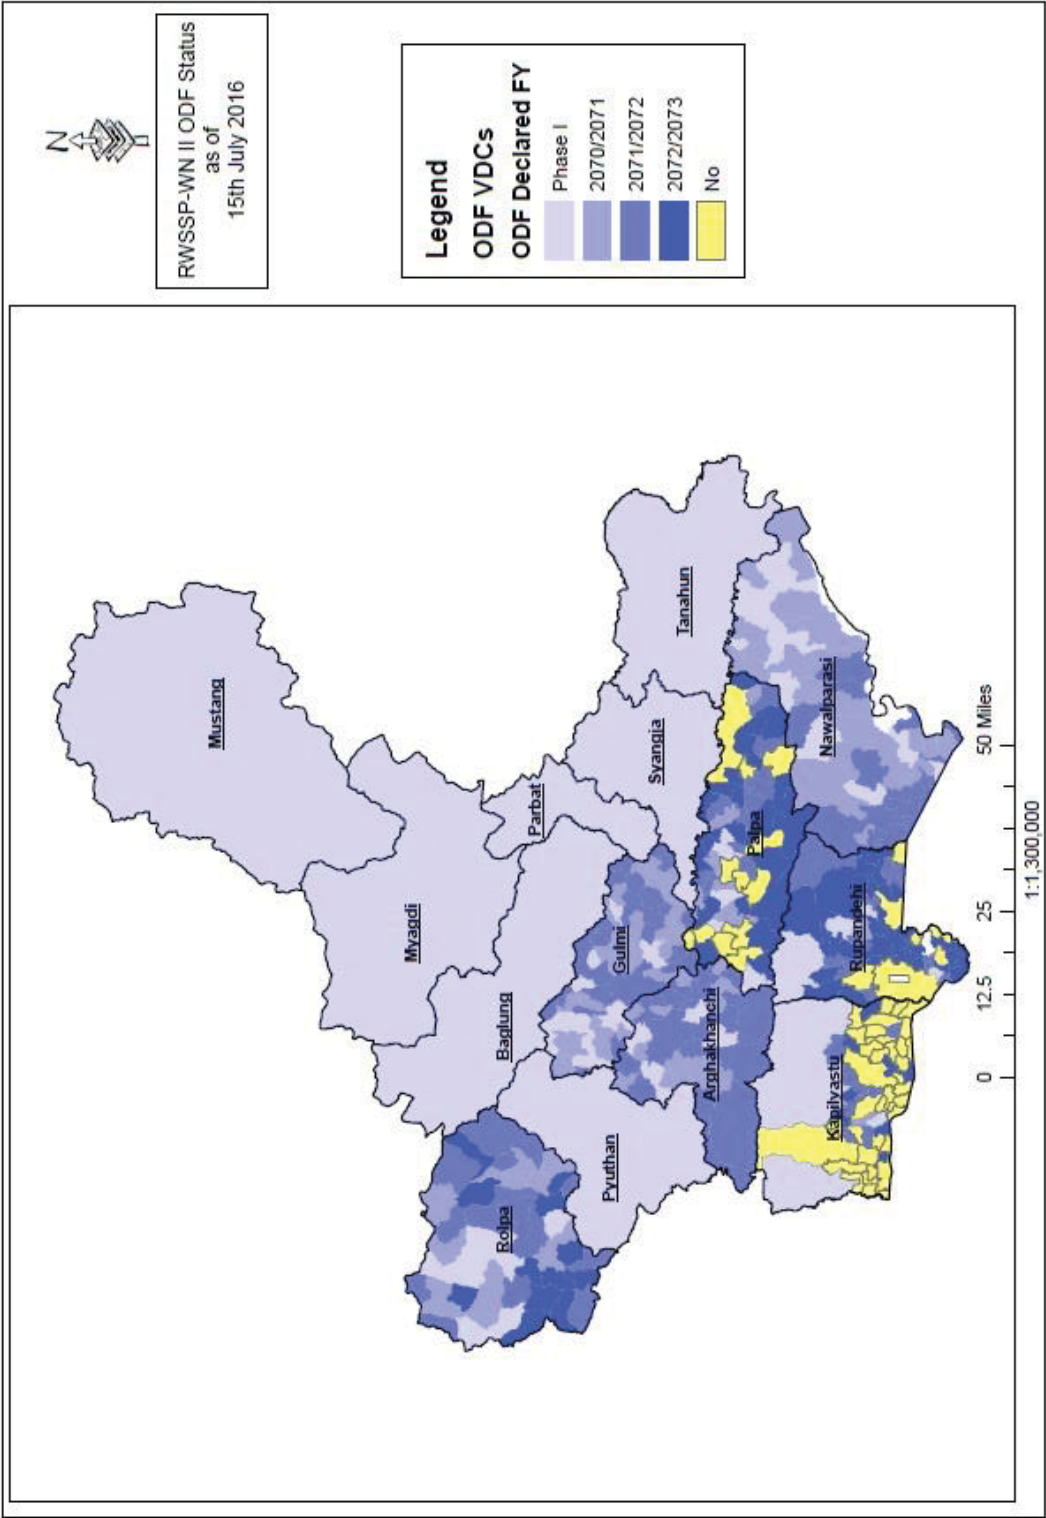 N
RWSSP-WN II ODF Status
as of
15th July 2016
Legend
ODF VDCs
ODF Declared FY
Phase I
2070/2071
2071/2072
2072/2073
No
Mustang
Myagdi
Parbat
Baglung
Syangja
Tanahun
Gulmi
Rolpa
Pyuthan
Arghakhanchi
Palpa
Nawalparasi
Rupandehi
Kapilvastu
0 12.5 25 50 Miles
1:1,300,000